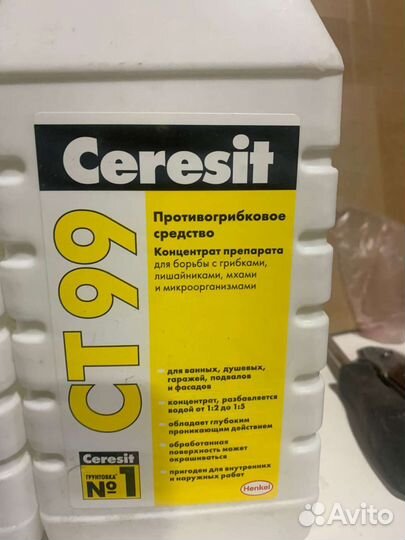 Ceresit
CT 99
Противогрибковое
средство
Концентрат препарата
для борьбы с грибками,
лишайниками, мхами
и микроорганизмами
для ванных, душевых,
гаражей, подвалов
и фасадов
концентрат, разбавляется
водой от 1:2 до 1:5
обладает глубоким
проникающим действием
обработанная
поверхность может
окрашиваться
пригоден для внутренних
и наружных работ
Ceresit
ГРУНТОВКА
№1
Henkel
Avito